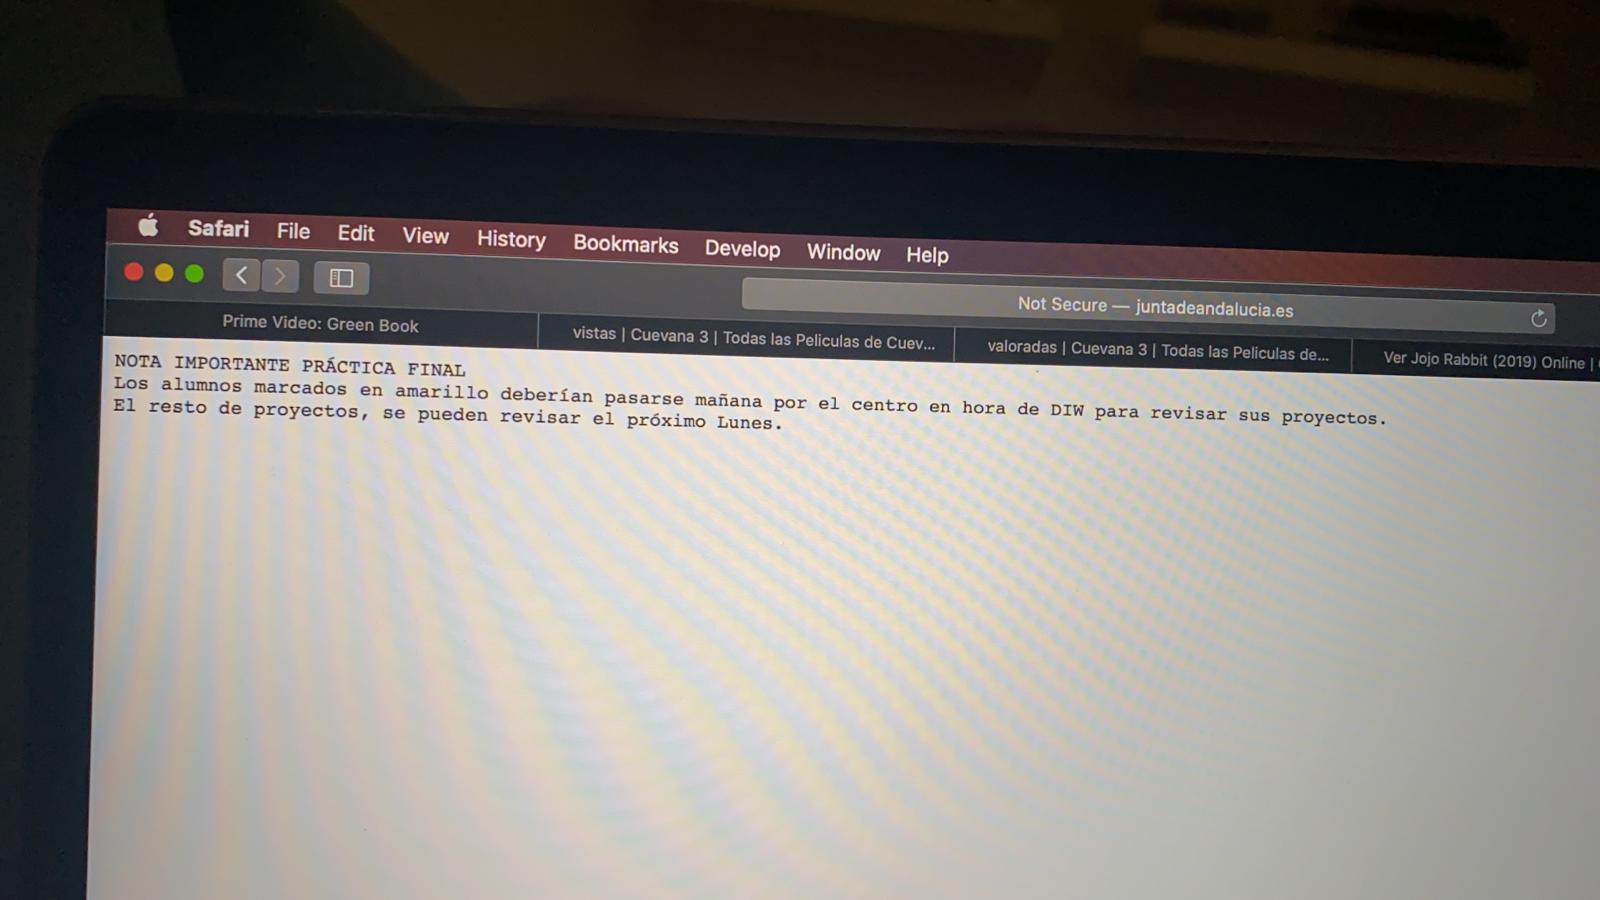 Safari File Edit View History Bookmarks Develop Window Help
Not Secure — juntadeandalucia.es
Prime Video: Green Book
vistas | Cuevana 3 | Todas las Peliculas de Cuev...
valoradas | Cuevana 3 | Todas las Peliculas de...
Ver Jojo Rabbit (2019) Online |
NOTA IMPORTANTE PRÁCTICA FINAL
Los alumnos marcados en amarillo deberían pasarse mañana por el centro en hora de DIW para revisar sus proyectos.
El resto de proyectos, se pueden revisar el próximo Lunes.